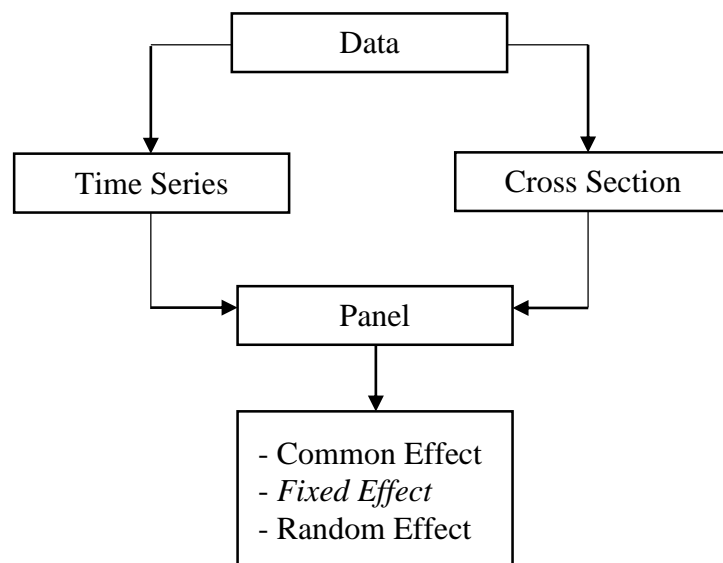 Data
Time Series
Cross Section
Panel
- Common Effect
- Fixed Effect
- Random Effect